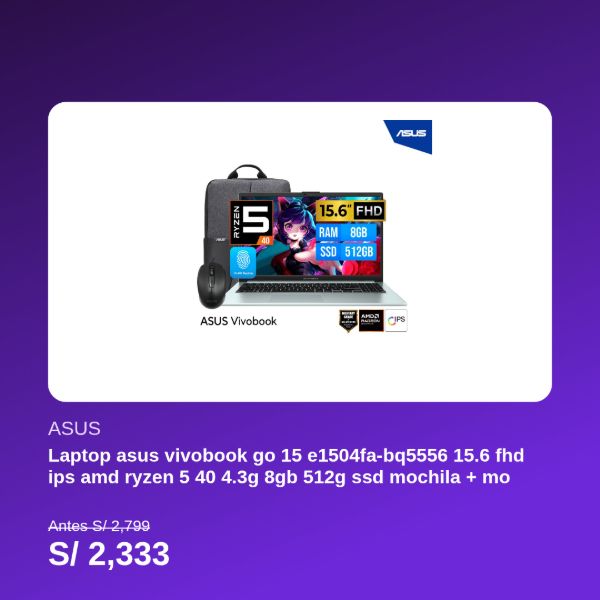 ASUS
RYZEN
5
40
15.6" FHD
RAM 8GB
SSD 512GB
ASUS Vivobook
AMD
RADEON
IPS
ASUS
Laptop asus vivobook go 15 e1504fa-bq5556 15.6 fhd
ips amd ryzen 5 40 4.3g 8gb 512g ssd mochila + mo
Antes S/ 2,799
S/ 2,333